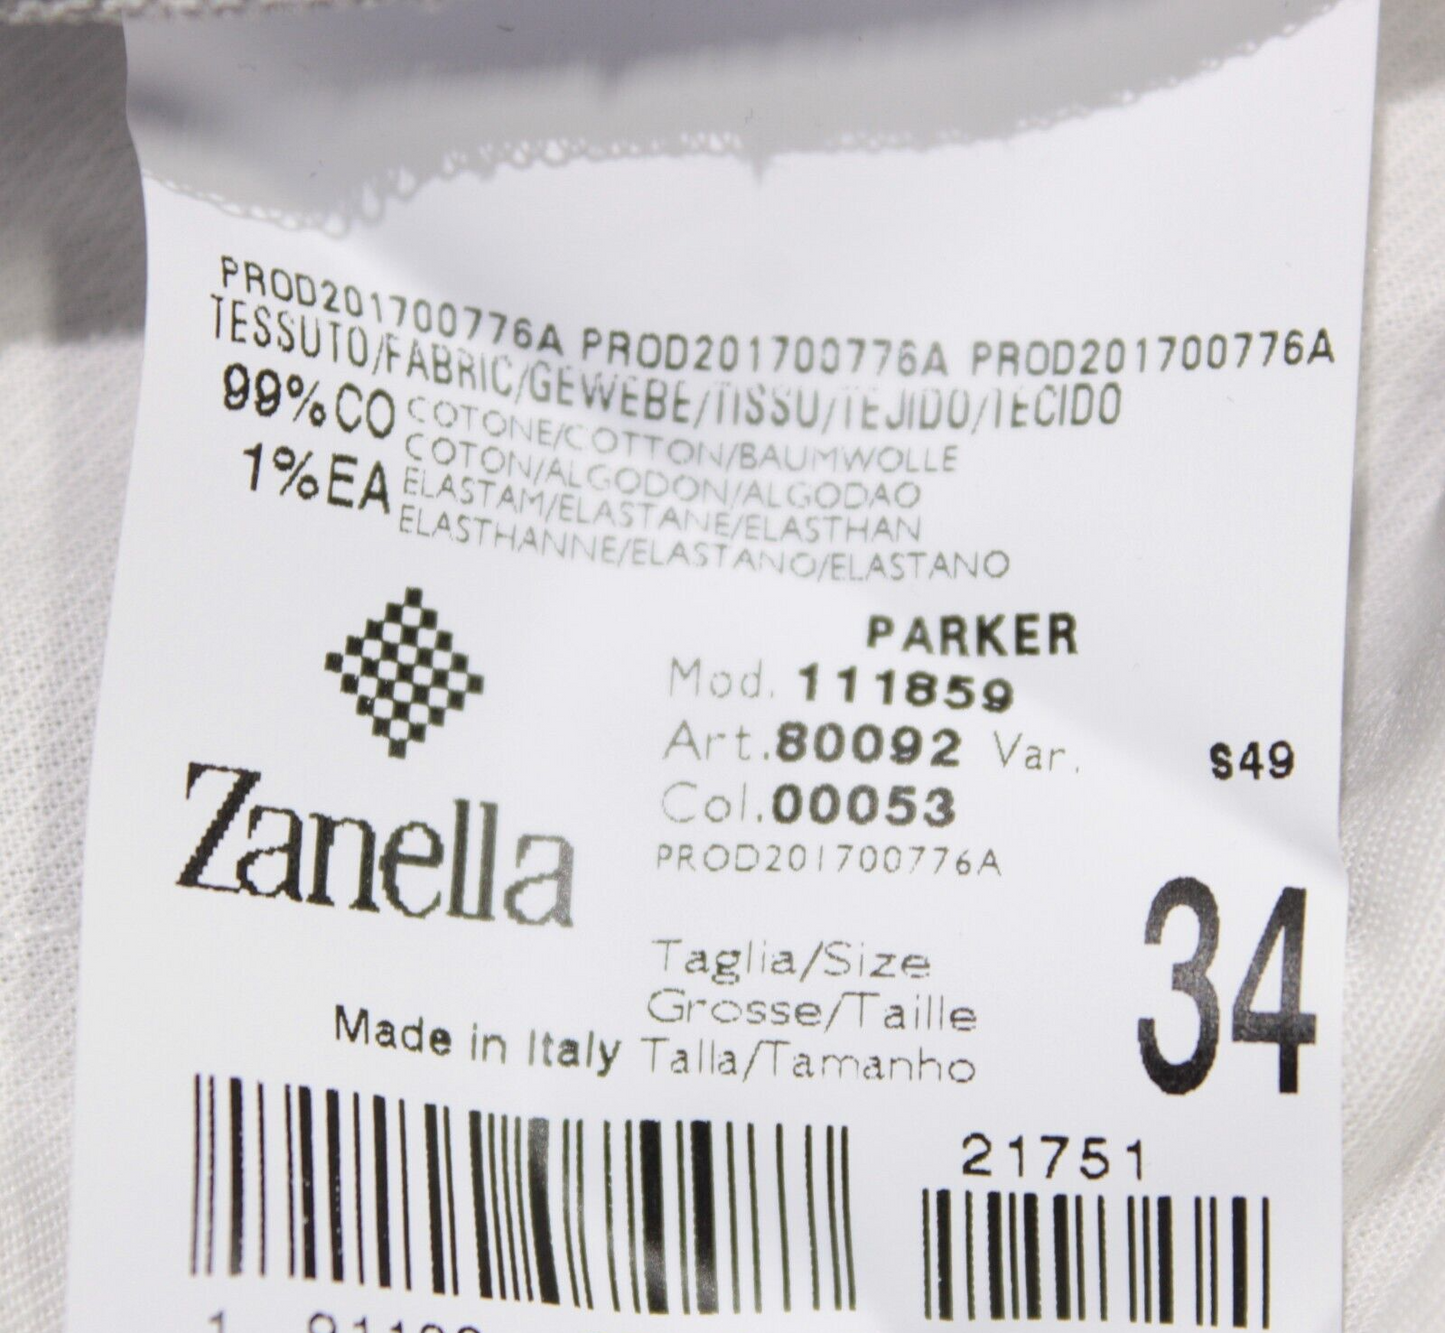 PROD201700776A PROD201700776A PROD201700776A
TESSUTO/FABRIC/GEWEBE/TISSU/TEJIDO/TECIDO
99%CO COTONE/COTTON/BAUMWOLLE
COTON/ALGODON/ALGODAO
1%EA ELASTAM/ELASTANE/ELASTHAN
ELASTHANNE/ELASTANO/ELASTANO
PARKER
Mod. 111859
Art.80092 Var. S49
Col.00053
PROD201700776A
Zanella
34
Taglia/Size
Grosse/Taille
Made in Italy Talla/Tamanho
21751